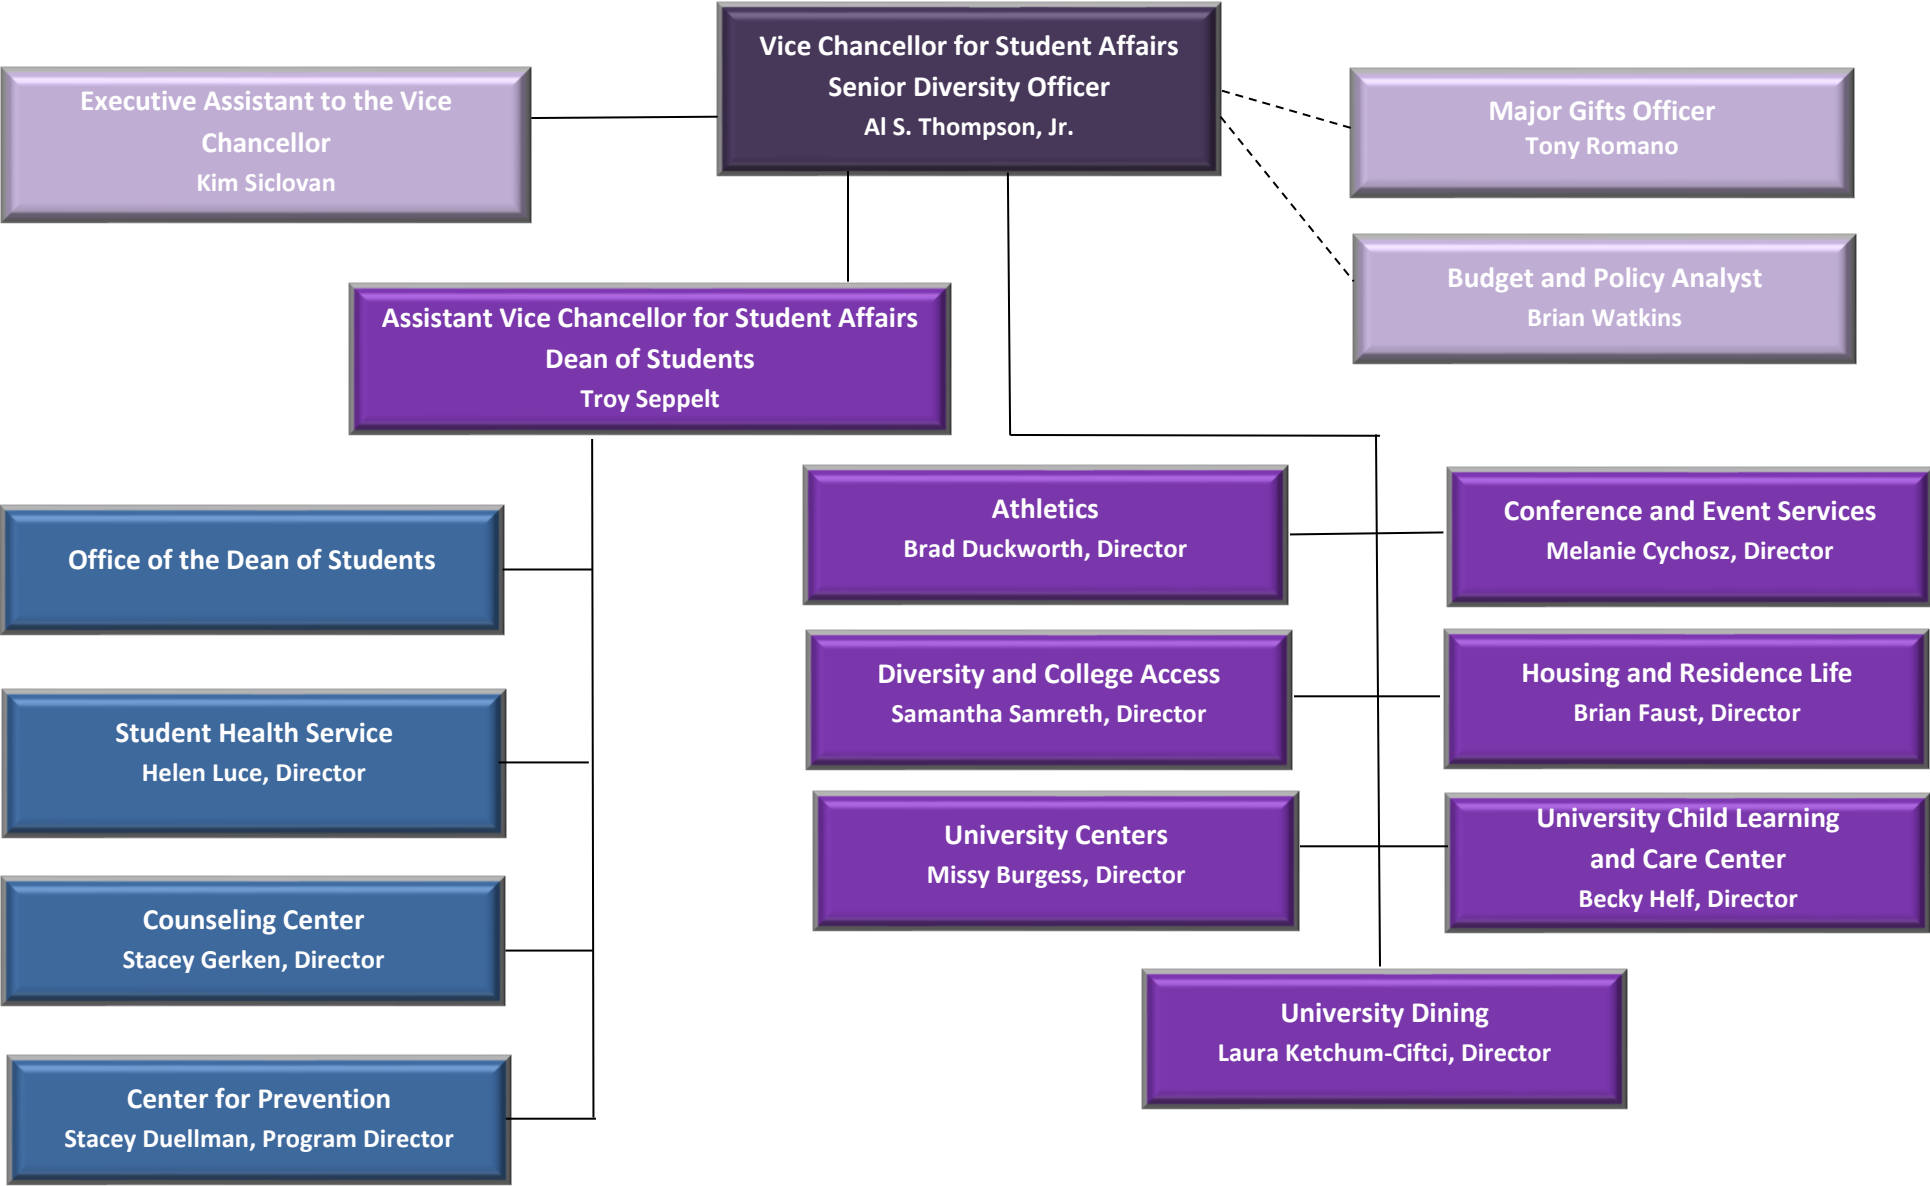 Vice Chancellor for Student Affairs
Senior Diversity Officer
Al S. Thompson, Jr.
Executive Assistant to the Vice
Chancellor
Kim Siclovan
Major Gifts Officer
Tony Romano
Budget and Policy Analyst
Brian Watkins
Assistant Vice Chancellor for Student Affairs
Dean of Students
Troy Seppelt
Office of the Dean of Students
Student Health Service
Helen Luce, Director
Counseling Center
Stacey Gerken, Director
Center for Prevention
Stacey Duellman, Program Director
Athletics
Brad Duckworth, Director
Conference and Event Services
Melanie Cychosz, Director
Diversity and College Access
Samantha Samreth, Director
Housing and Residence Life
Brian Faust, Director
University Centers
Missy Burgess, Director
University Child Learning
and Care Center
Becky Helf, Director
University Dining
Laura Ketchum-Ciftci, Director